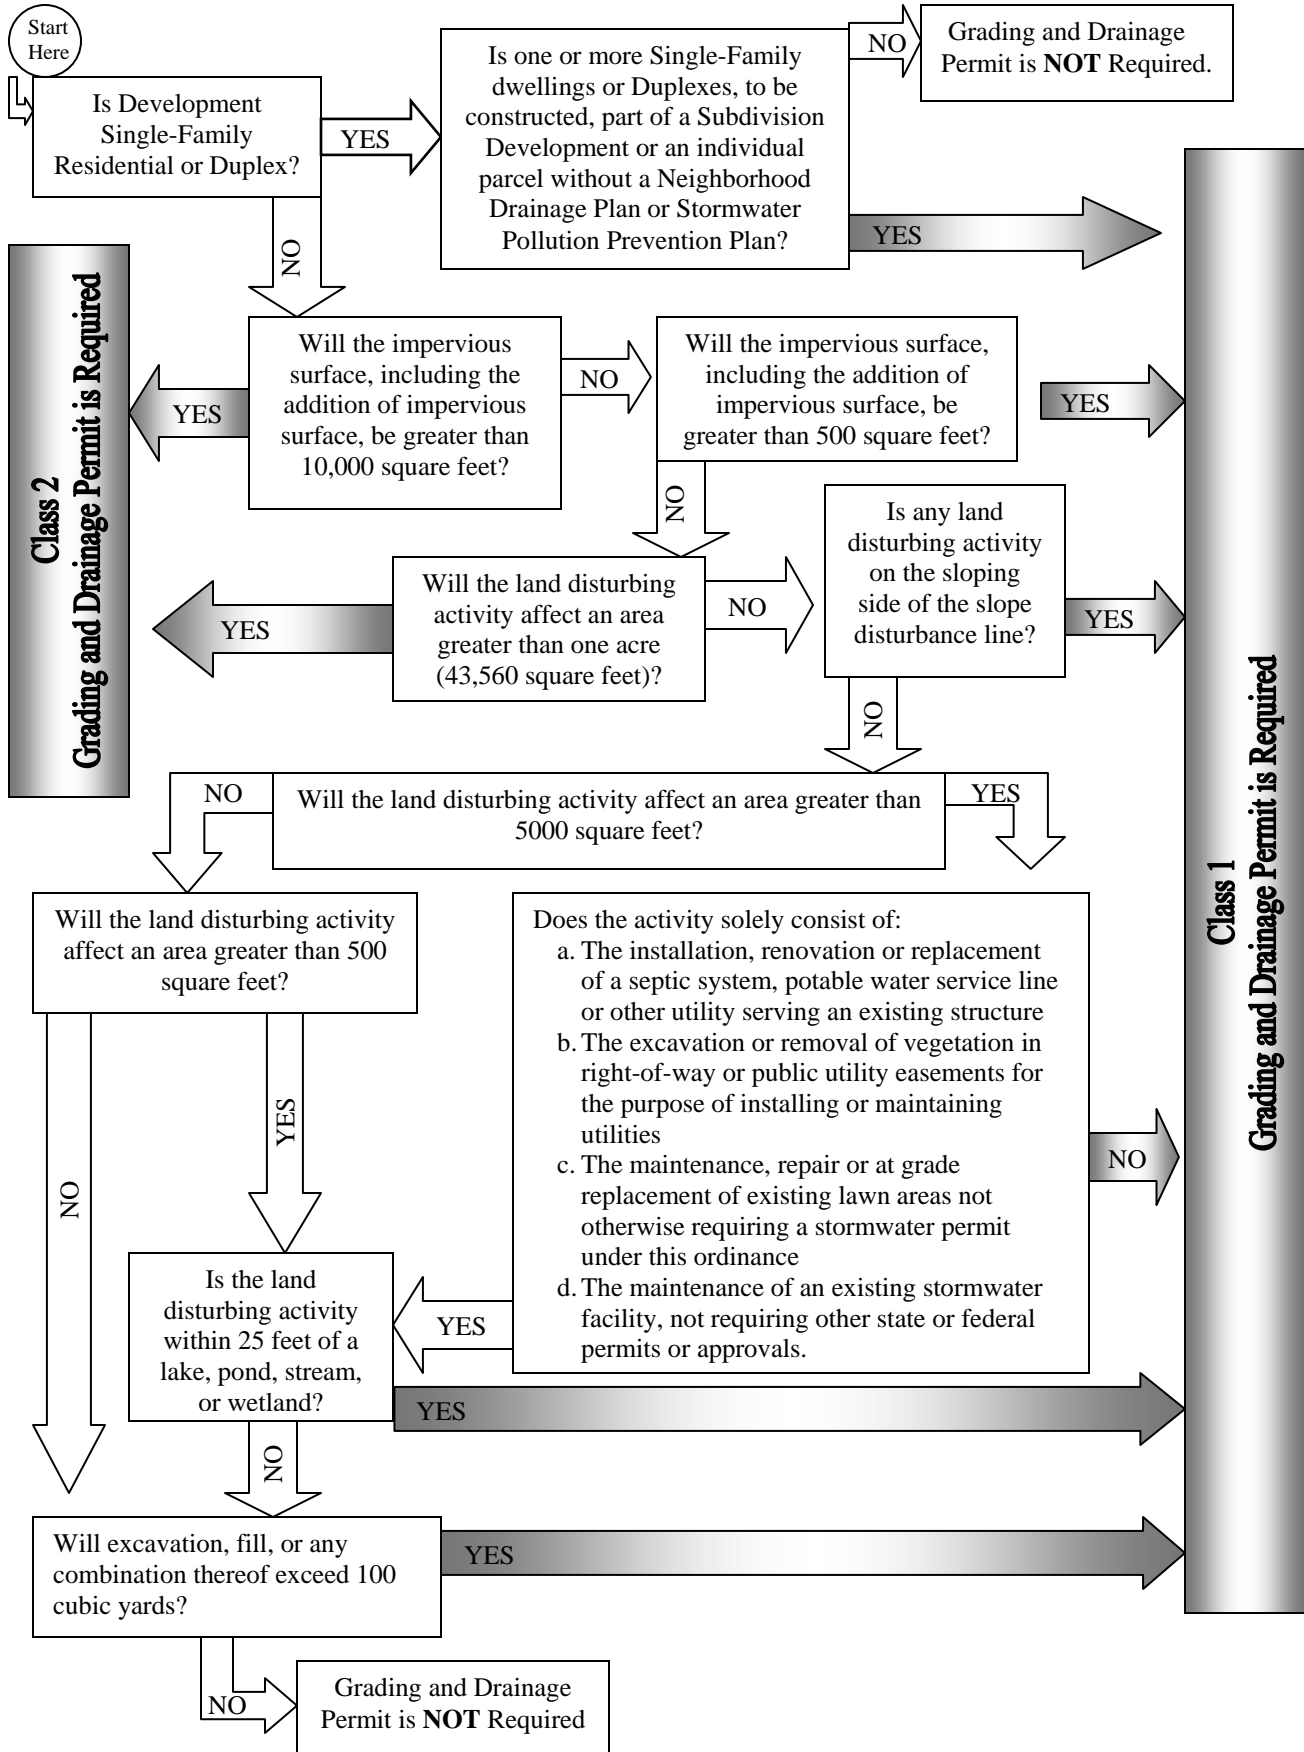 Start
Here
Is Development
Single-Family
Residential or Duplex?
YES
Is one or more Single-Family
dwellings or Duplexes, to be
constructed, part of a Subdivision
Development or an individual
parcel without a Neighborhood
Drainage Plan or Stormwater
Pollution Prevention Plan?
NO
Grading and Drainage
Permit is NOT Required.
YES
NO
Class 2
Grading and Drainage Permit is Required
Will the impervious
surface, including the
addition of impervious
surface, be greater than
10,000 square feet?
YES
NO
Will the impervious surface,
including the addition of
impervious surface, be
greater than 500 square feet?
YES
NO
Will the land disturbing
activity affect an area
greater than one acre
(43,560 square feet)?
YES
NO
Is any land
disturbing activity
on the sloping
side of the slope
disturbance line?
YES
NO
Class 1
Grading and Drainage Permit is Required
Will the land disturbing activity affect an area greater than
5000 square feet?
NO
YES
Will the land disturbing activity
affect an area greater than 500
square feet?
NO
YES
Does the activity solely consist of:
a. The installation, renovation or replacement
of a septic system, potable water service line
or other utility serving an existing structure
b. The excavation or removal of vegetation in
right-of-way or public utility easements for
the purpose of installing or maintaining
utilities
c. The maintenance, repair or at grade
replacement of existing lawn areas not
otherwise requiring a stormwater permit
under this ordinance
d. The maintenance of an existing stormwater
facility, not requiring other state or federal
permits or approvals.
NO
YES
Is the land
disturbing activity
within 25 feet of a
lake, pond, stream,
or wetland?
YES
NO
Will excavation, fill, or any
combination thereof exceed 100
cubic yards?
YES
NO
Grading and Drainage
Permit is NOT Required